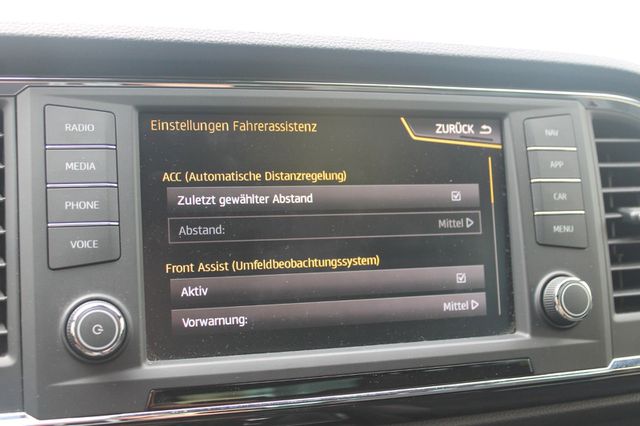 RADIO
MEDIA
PHONE
VOICE
Einstellungen Fahrerassistenz
ZURÜCK
ACC (Automatische Distanzregelung)
Zuletzt gewählter Abstand
Abstand: Mittel
Front Assist (Umfeldbeobachtungssystem)
Aktiv
Vorwarnung: Mittel
NAV
APP
CAR
MENU